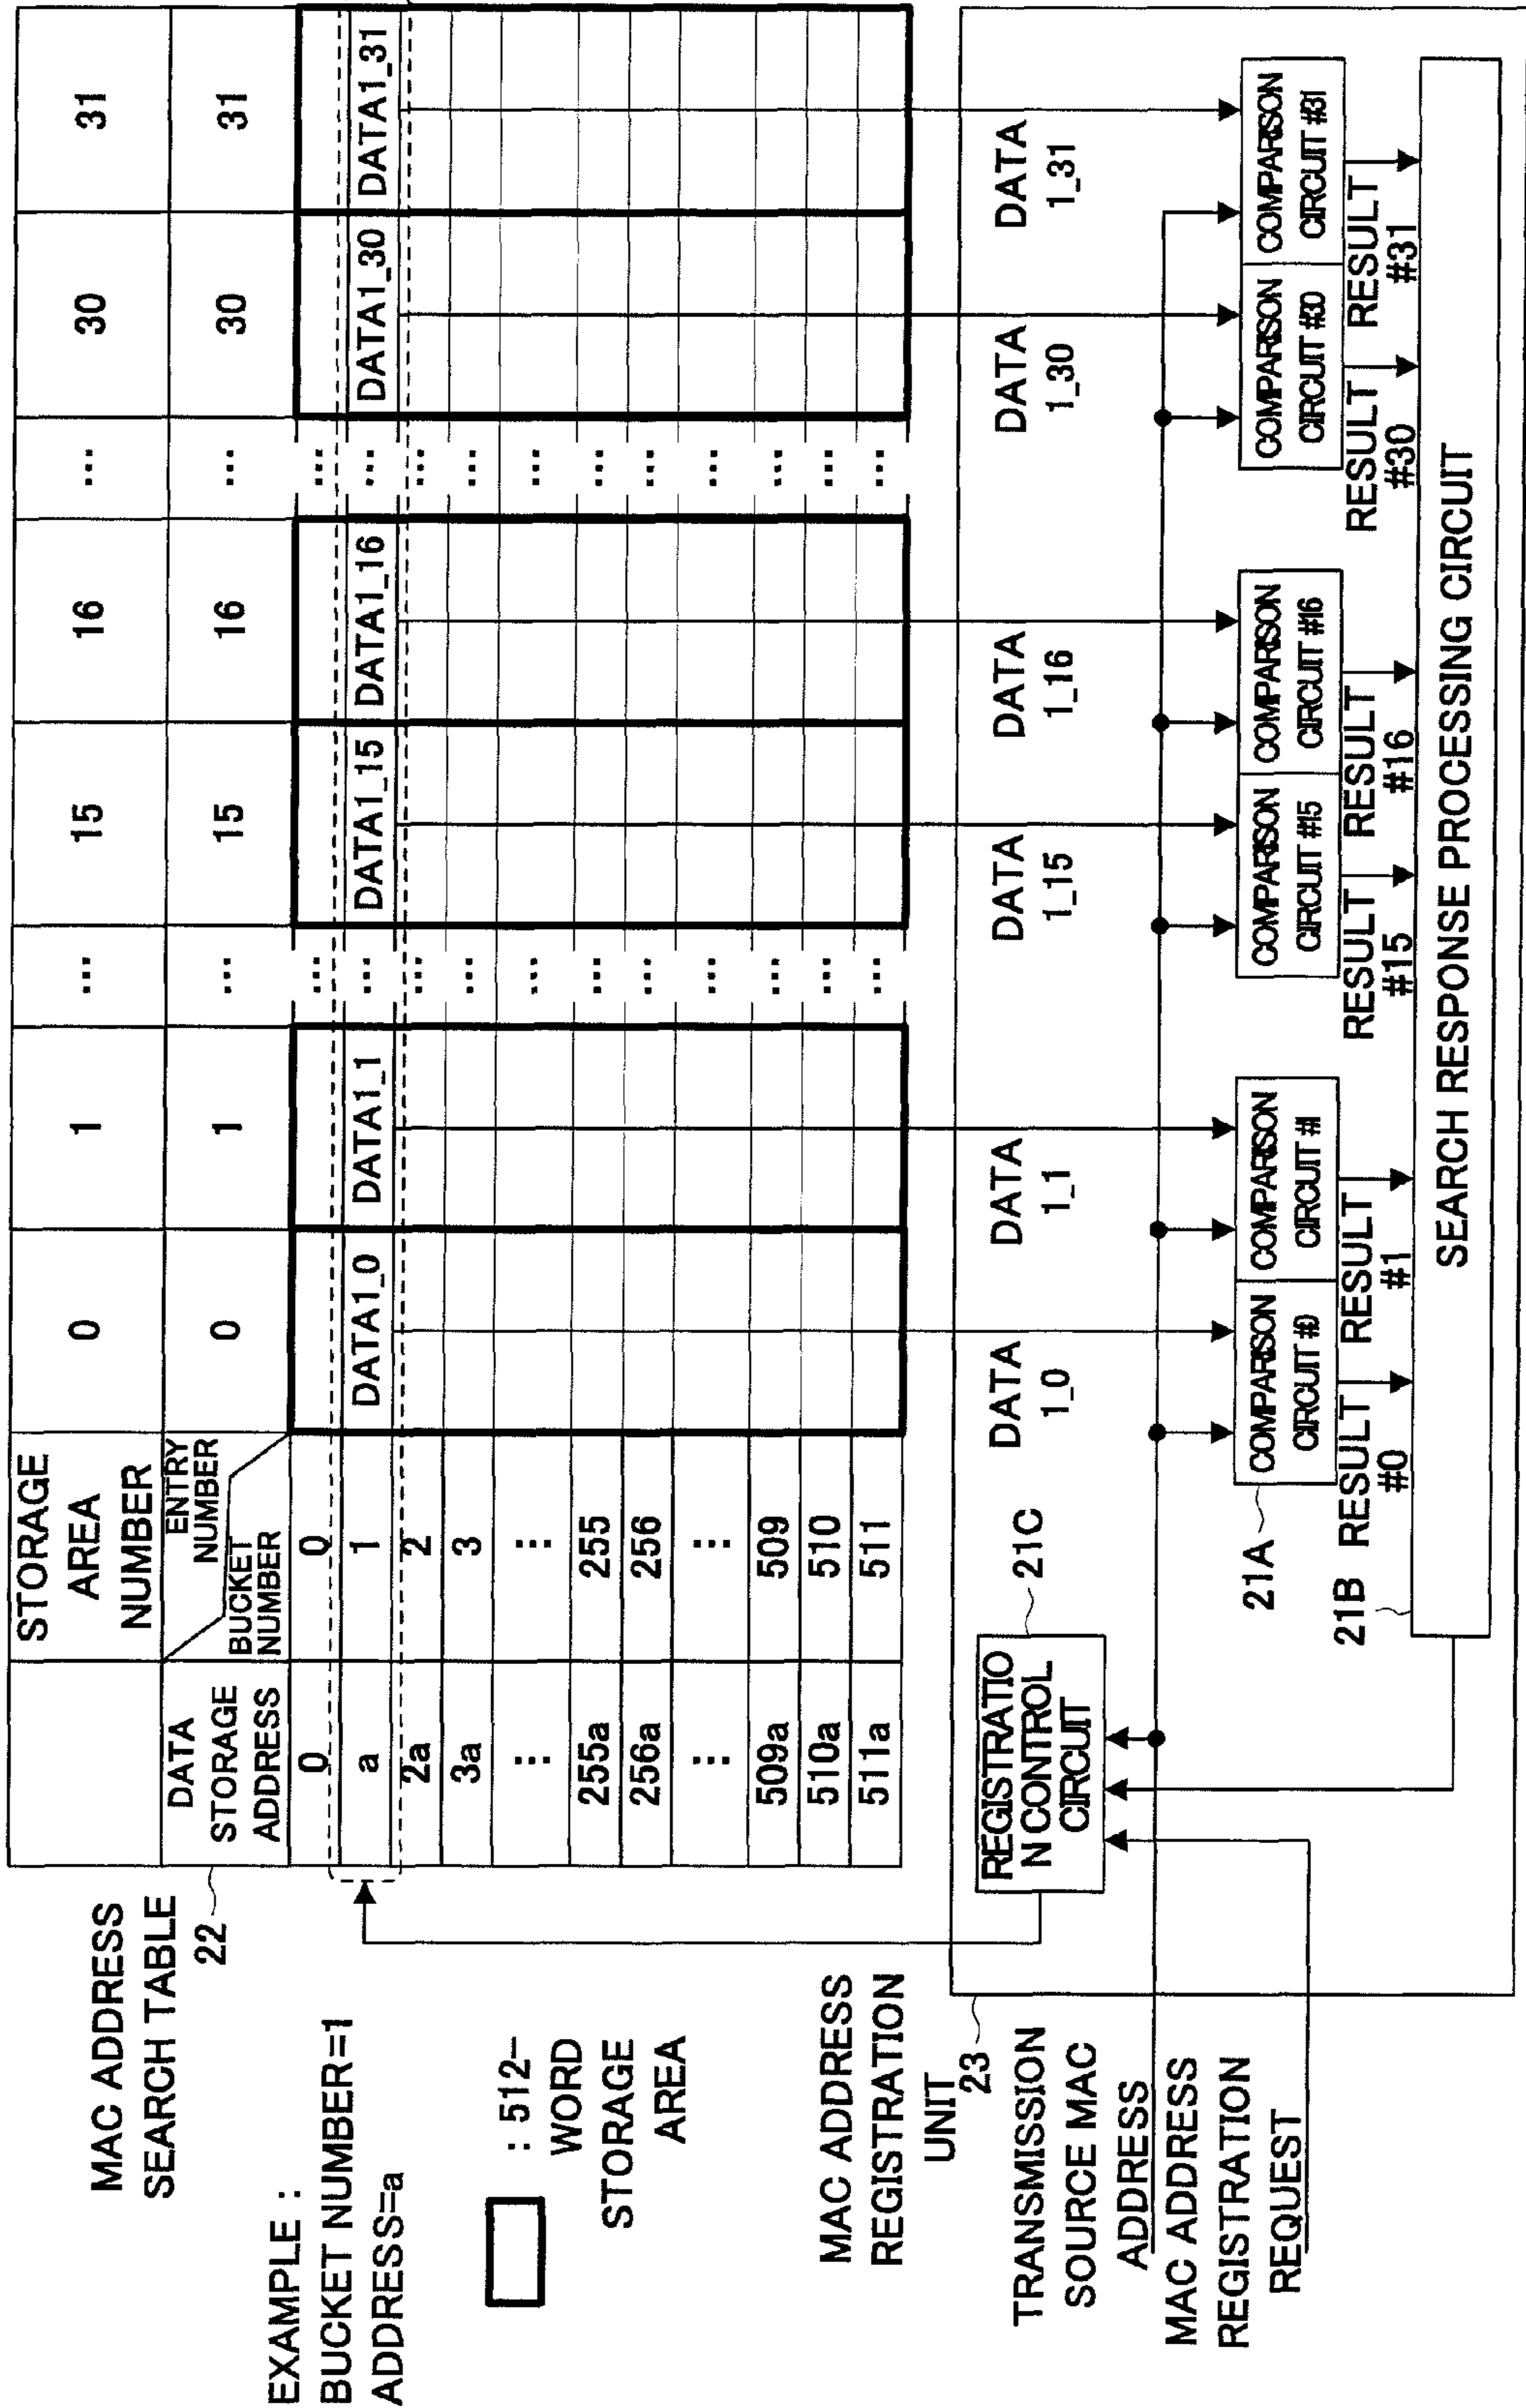 MAC ADDRESS
SEARCH TABLE
22
EXAMPLE :
BUCKET NUMBER=1
ADDRESS=a
: 512-
WORD
STORAGE
AREA
STORAGE
AREA
NUMBER
0 1 ... 15 16 ... 30 31
DATA
STORAGE
ADDRESS
ENTRY
NUMBER
BUCKET
NUMBER
0 1 ... 15 16 ... 30 31
0 0 ... ...
a 1 DATA1_0 DATA1_1 ... DATA1_15 DATA1_16 ... DATA1_30 DATA1_31
2a 2 ... ...
3a 3 ... ...
... ... ... ...
255a 255 ... ...
256a 256 ... ...
... ... ... ...
509a 509 ... ...
510a 510 ... ...
511a 511 ... ...
MAC ADDRESS
REGISTRATION
UNIT
23
TRANSMISSION
SOURCE MAC
ADDRESS
MAC ADDRESS
REGISTRATION
REQUEST
REGISTRATIO
N CONTROL
CIRCUIT
21C
DATA
1_0
DATA
1_1
DATA
1_15
DATA
1_16
DATA
1_30
DATA
1_31
21A
COMPARISON
CIRCUIT #0
COMPARISON
CIRCUIT #1
COMPARISON
CIRCUIT #15
COMPARISON
CIRCUIT #16
COMPARISON
CIRCUIT #30
COMPARISON
CIRCUIT #31
21B
RESULT
#0
RESULT
#1
RESULT
#15
RESULT
#16
RESULT
#30
RESULT
#31
SEARCH RESPONSE PROCESSING CIRCUIT